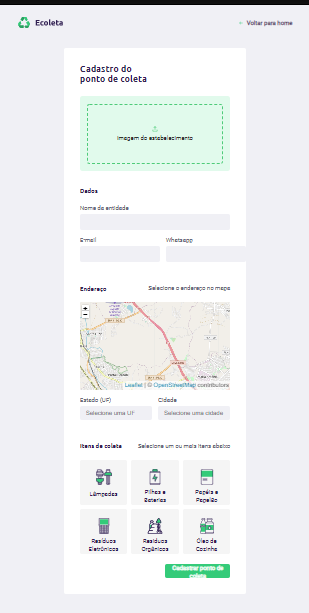 Ecoleta
Voltar para home
Cadastro do
ponto de coleta
Imagem do estabelecimento
Dados
Nome da entidade
E-mail
Whatsapp
Endereço
Selecione o endereço no mapa
+
−
Leaflet | © OpenStreetMap contributors
Estado (UF)
Cidade
Selecione uma UF
Selecione uma cidade
Itens de coleta
Selecione um ou mais itens abaixo
Lâmpadas
Pilhas e
Baterias
Papéis e
Papelão
Resíduos
Eletrônicos
Resíduos
Orgânicos
Óleo de
Cozinha
Cadastrar ponto de
coleta